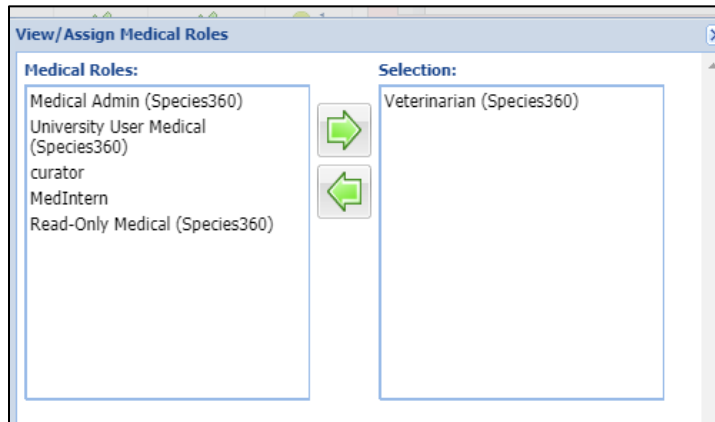 1
View/Assign Medical Roles
Medical Roles:
Selection:
Medical Admin (Species360)
University User Medical
(Species360)
curator
MedIntern
Read-Only Medical (Species360)
Veterinarian (Species360)